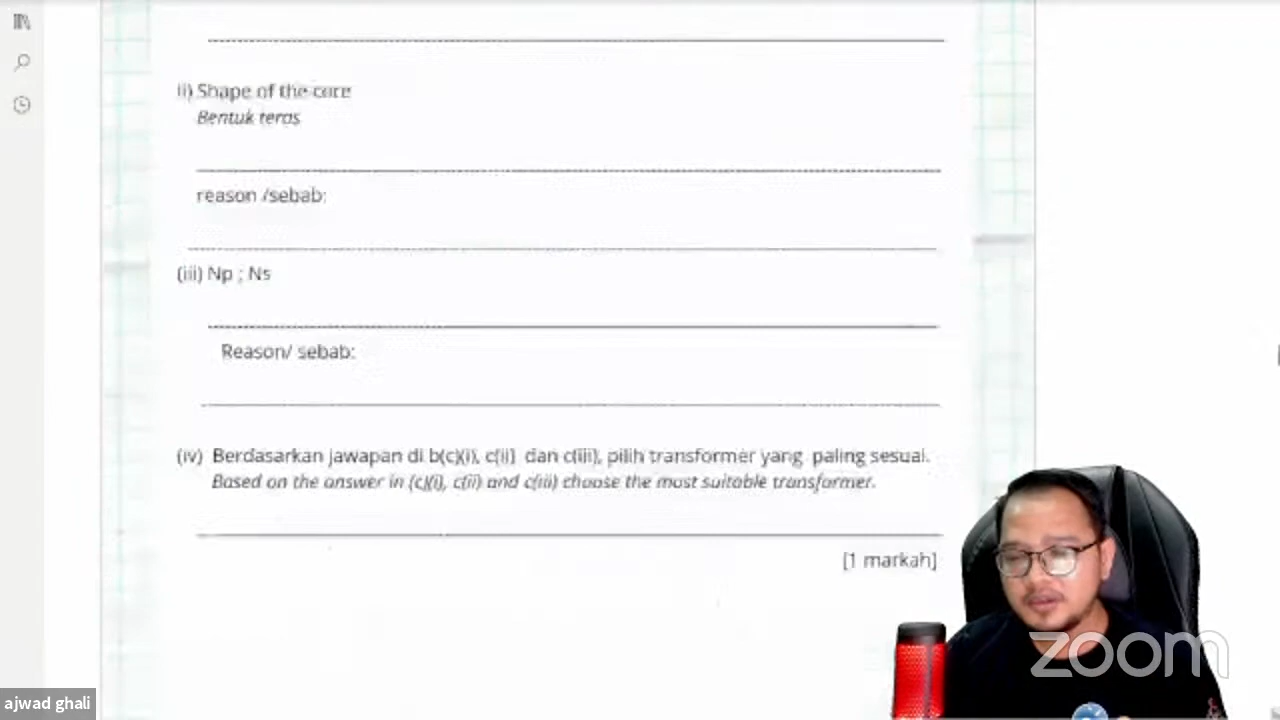 ii) Shape of the core
Bentuk teras
reason /sebab:
(iii) Np ; Ns
Reason/ sebab:
(iv) Berdasarkan jawapan di b(c)(i), c(ii) dan c(iii), pilih transformer yang paling sesuai.
Based on the answer in (c)(i), c(ii) and c(iii) choose the most suitable transformer.
[1 markah]
zoom
ajwad ghali